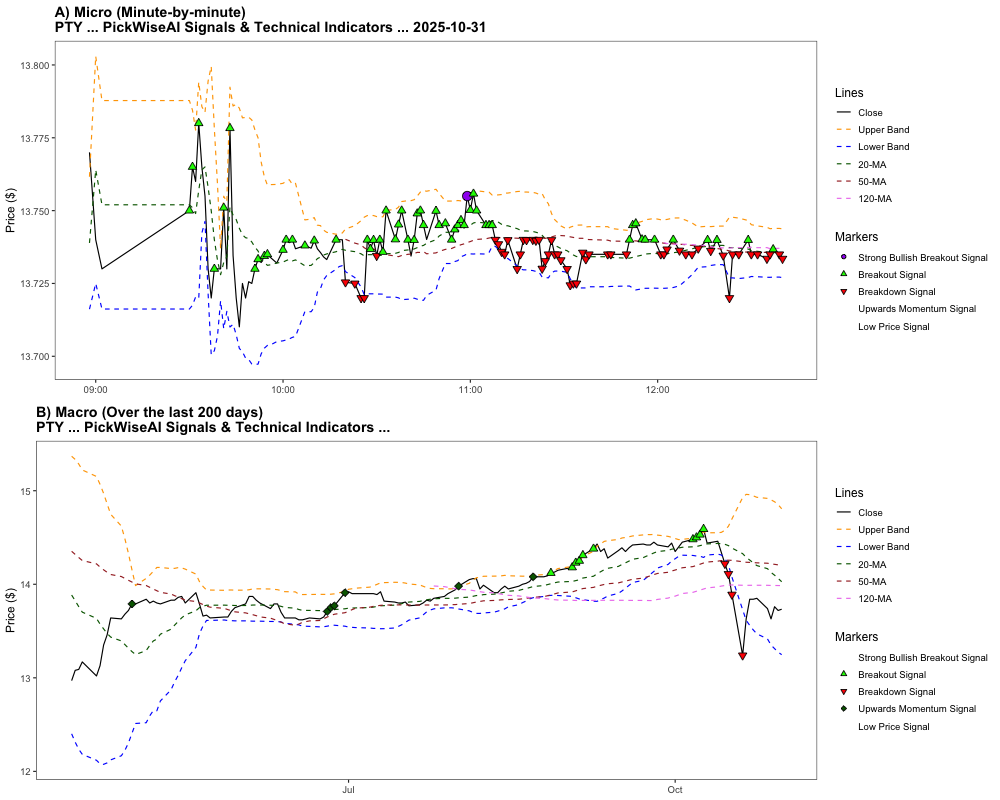 A) Micro (Minute-by-minute)
PTY ... PickWiseAI Signals & Technical Indicators ... 2025-10-31
13.800
13.775
13.750
13.725
13.700
Price ($)
09:00
10:00
11:00
12:00
Lines
Close
Upper Band
Lower Band
20-MA
50-MA
120-MA
Markers
Strong Bullish Breakout Signal
Breakout Signal
Breakdown Signal
Upwards Momentum Signal
Low Price Signal
B) Macro (Over the last 200 days)
PTY ... PickWiseAI Signals & Technical Indicators ...
15
14
13
12
Price ($)
Jul
Oct
Lines
Close
Upper Band
Lower Band
20-MA
50-MA
120-MA
Markers
Strong Bullish Breakout Signal
Breakout Signal
Breakdown Signal
Upwards Momentum Signal
Low Price Signal